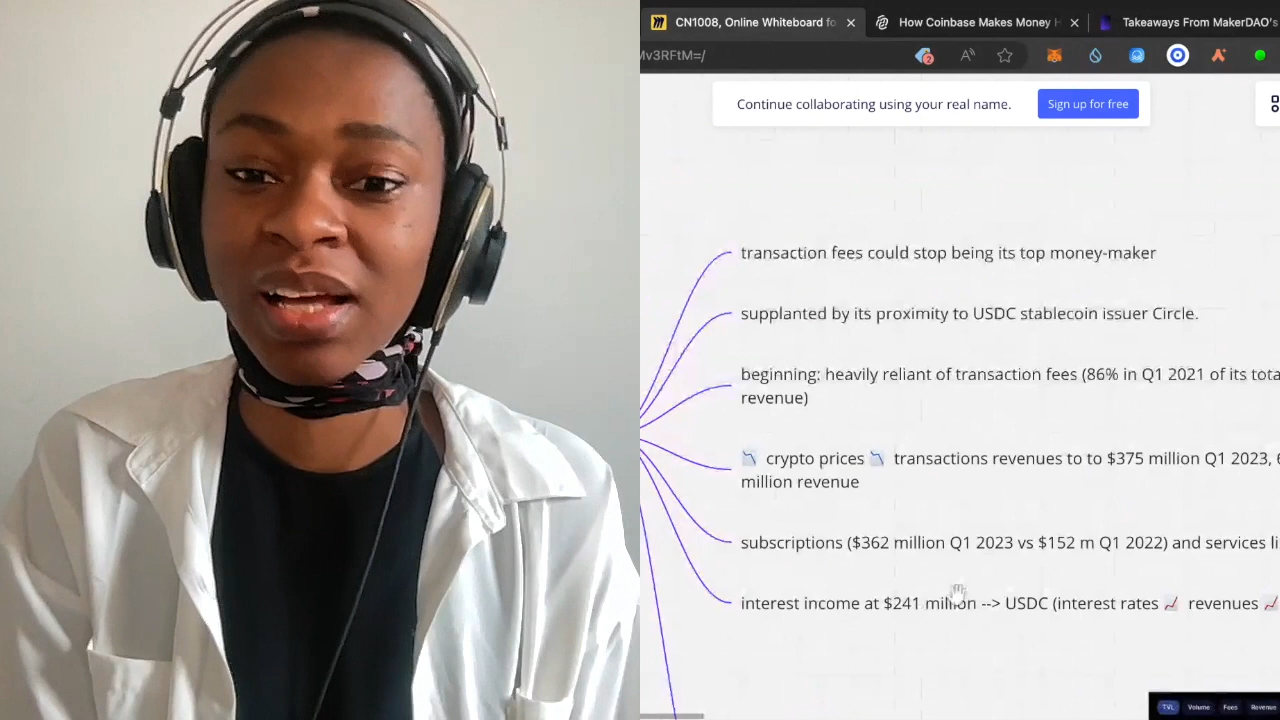 CN1008, Online Whiteboard fo
How Coinbase Makes Money H
Takeaways From MakerDAO's
Mv3RFtM=/
2
Continue collaborating using your real name.
Sign up for free
transaction fees could stop being its top money-maker
supplanted by its proximity to USDC stablecoin issuer Circle.
beginning: heavily reliant of transaction fees (86% in Q1 2021 of its tota
revenue)
crypto prices transactions revenues to to $375 million Q1 2023, 6
million revenue
subscriptions ($362 million Q1 2023 vs $152 m Q1 2022) and services li
interest income at $241 million --> USDC (interest rates revenues
TVL Volume Fees Revenue